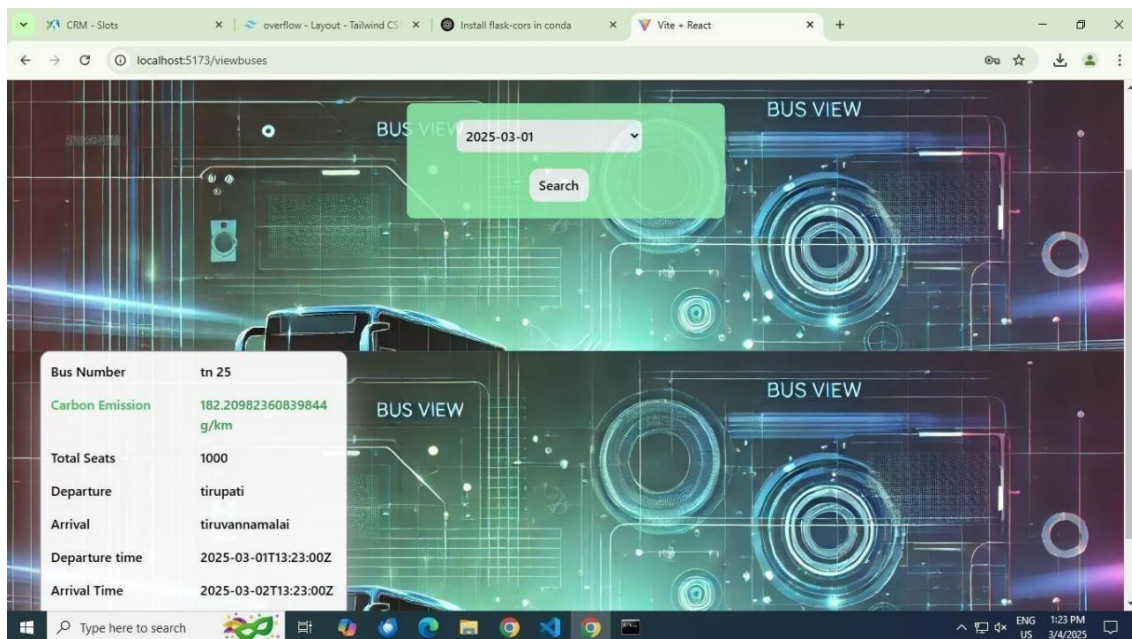 CRM - Slots
overflow - Layout - Tailwind CS
Install flask-cors in conda
Vite + React
localhost:5173/viewbuses
BUS VIEW
BUS VIEW
2025-03-01
Search
Bus Number tn 25
Carbon Emission 182.20982360839844
g/km
Total Seats 1000
Departure tirupati
Arrival tiruvannamalai
Departure time 2025-03-01T13:23:00Z
Arrival Time 2025-03-02T13:23:00Z
BUS VIEW
BUS VIEW
Type here to search
ENG
US
1:23 PM
3/4/2025